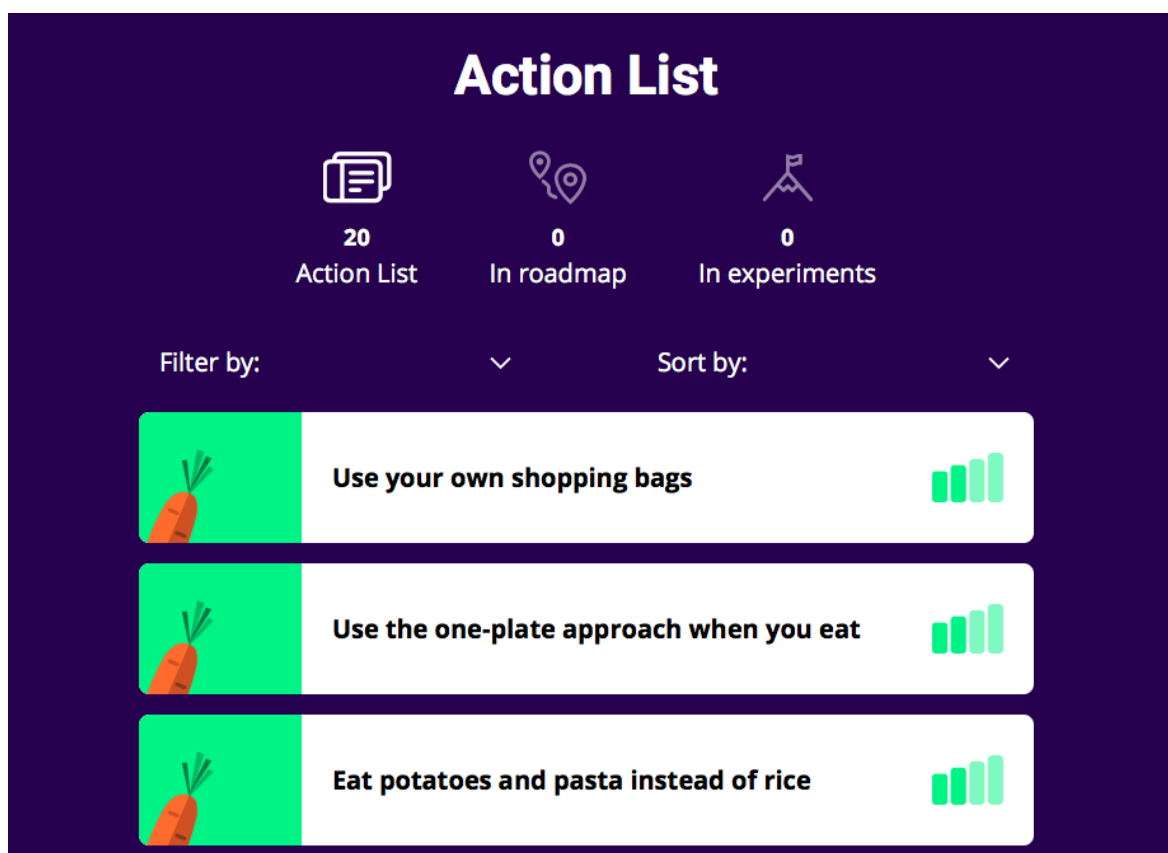 Action List
20 0 0
Action List In roadmap In experiments
Filter by: Sort by:
Use your own shopping bags
Use the one-plate approach when you eat
Eat potatoes and pasta instead of rice